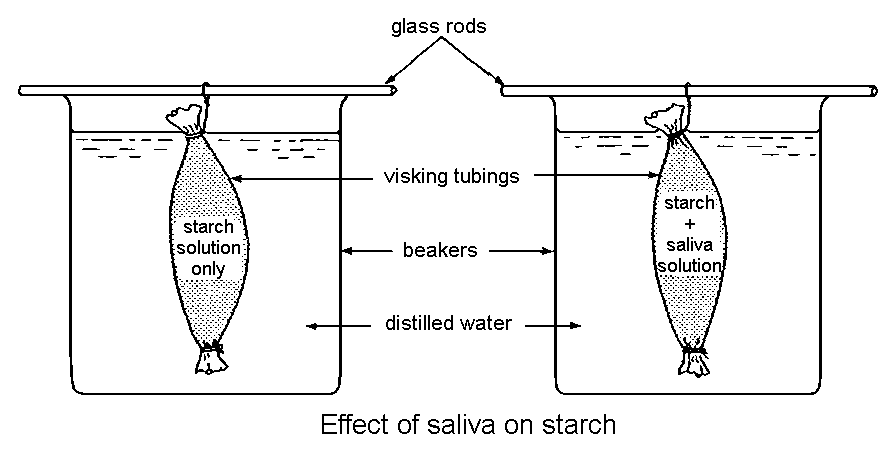 glass rods
visking tubings
starch
solution
only
starch
+
saliva
solution
beakers
distilled water
Effect of saliva on starch